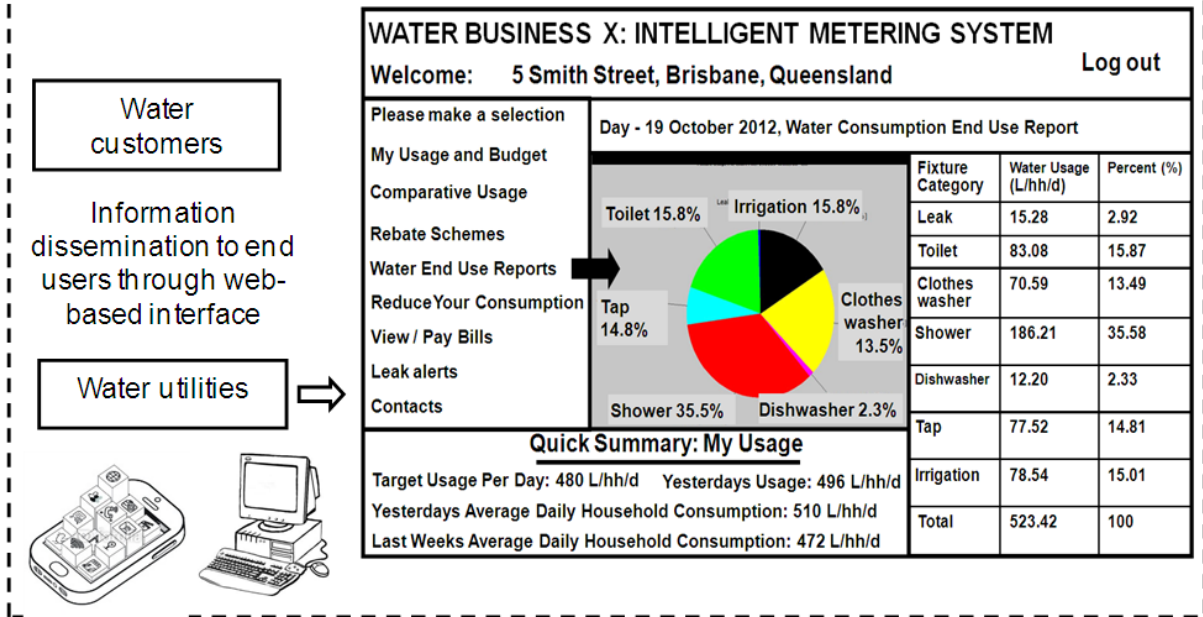 Water
customers
Information
dissemination to end
users through web-
based interface
Water utilities
WATER BUSINESS X: INTELLIGENT METERING SYSTEM
Welcome: 5 Smith Street, Brisbane, Queensland
Log out
Please make a selection
My Usage and Budget
Comparative Usage
Rebate Schemes
Water End Use Reports
Reduce Your Consumption
View / Pay Bills
Leak alerts
Contacts
Day - 19 October 2012, Water Consumption End Use Report
Toilet 15.8%
Leak
Irrigation 15.8%
Tap
14.8%
Clothes
washer
13.5%
Shower 35.5%
Dishwasher 2.3%
Fixture Category Water Usage (L/hh/d) Percent (%)
Leak 15.28 2.92
Toilet 83.08 15.87
Clothes washer 70.59 13.49
Shower 186.21 35.58
Dishwasher 12.20 2.33
Tap 77.52 14.81
Irrigation 78.54 15.01
Total 523.42 100
Quick Summary: My Usage
Target Usage Per Day: 480 L/hh/d Yesterdays Usage: 496 L/hh/d
Yesterdays Average Daily Household Consumption: 510 L/hh/d
Last Weeks Average Daily Household Consumption: 472 L/hh/d